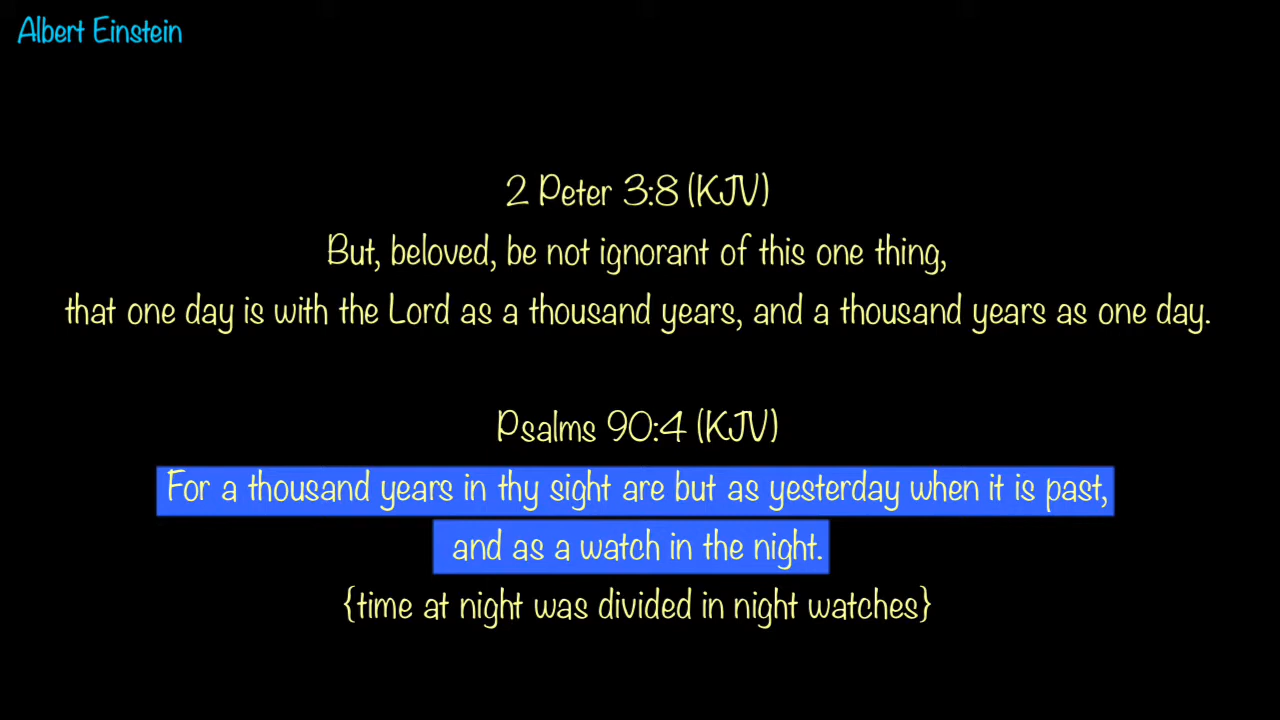 Albert Einstein
2 Peter 3:8 (KJV)
But, beloved, be not ignorant of this one thing,
that one day is with the Lord as a thousand years, and a thousand years as one day.
Psalms 90:4 (KJV)
For a thousand years in thy sight are but as yesterday when it is past,
and as a watch in the night.
{time at night was divided in night watches}